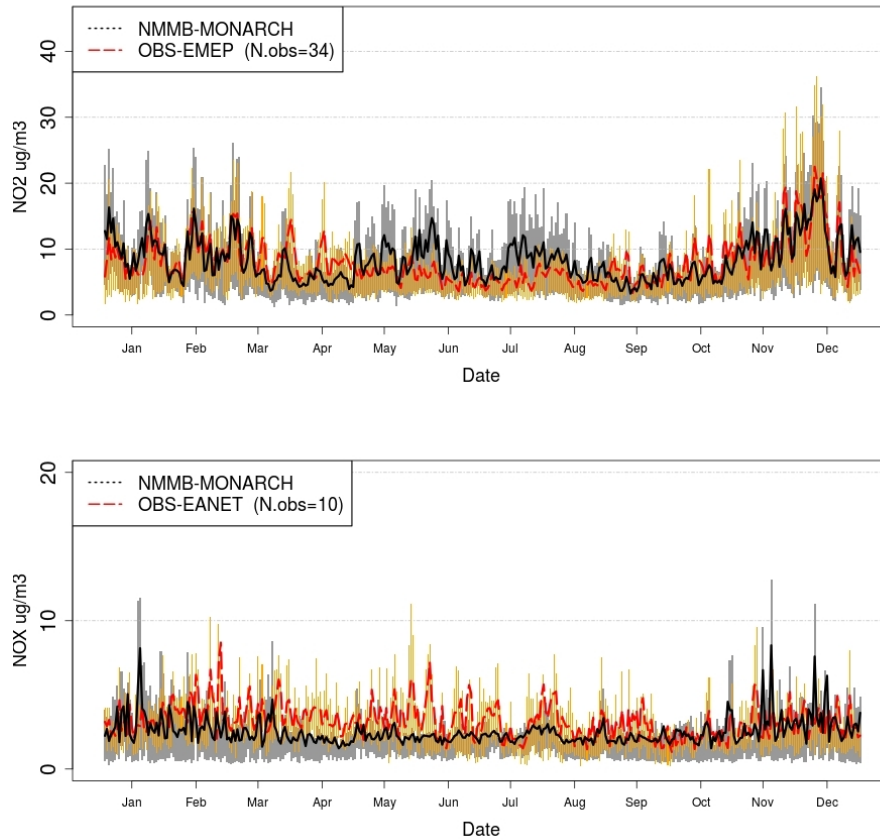 NMMB-MONARCH
OBS-EMEP (N.obs=34)
NO2 ug/m3
40
30
20
10
0
Jan Feb Mar Apr May Jun Jul Aug Sep Oct Nov Dec
Date
NMMB-MONARCH
OBS-EANET (N.obs=10)
NOX ug/m3
20
10
0
Jan Feb Mar Apr May Jun Jul Aug Sep Oct Nov Dec
Date